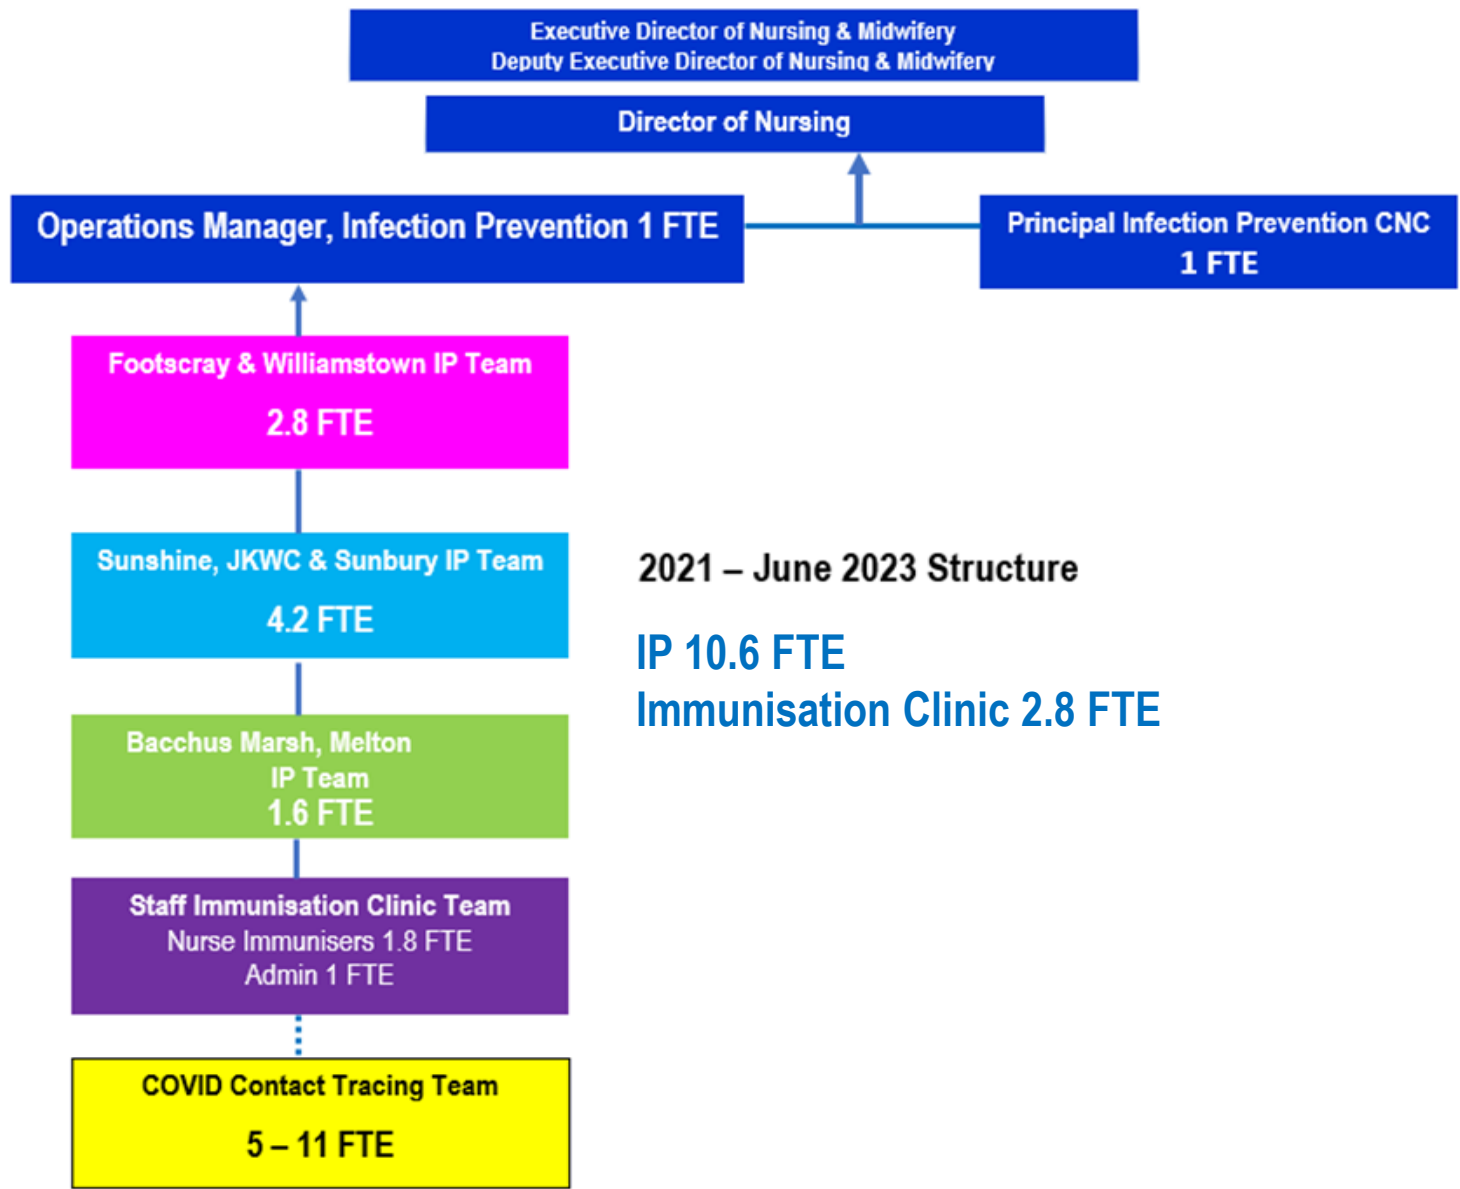 Executive Director of Nursing & Midwifery
Deputy Executive Director of Nursing & Midwifery
Director of Nursing
Operations Manager, Infection Prevention 1 FTE
Principal Infection Prevention CNC
1 FTE
Footscray & Williamstown IP Team
2.8 FTE
Sunshine, JKWC & Sunbury IP Team
4.2 FTE
2021 – June 2023 Structure
IP 10.6 FTE
Immunisation Clinic 2.8 FTE
Bacchus Marsh, Melton
IP Team
1.6 FTE
Staff Immunisation Clinic Team
Nurse Immunisers 1.8 FTE
Admin 1 FTE
COVID Contact Tracing Team
5 – 11 FTE